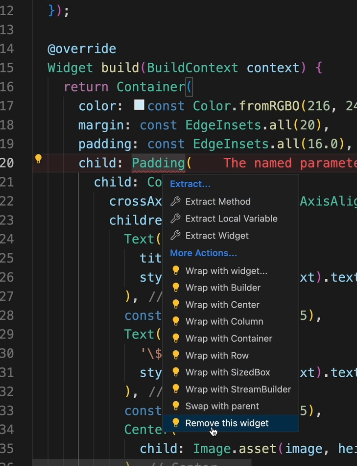 12 });
13
14 @override
15 Widget build(BuildContext context) {
16 return Container(
17 color: const Color.fromRGBO(216, 24
18 margin: const EdgeInsets.all(20),
19 padding: const EdgeInsets.all(16.0),
20 child: Padding( The named paramete
21 child: Co
22 crossAx AxisAlig
23 childre
24 Text(
25 tit
26 sty xt).text
27 ), //
28 const 5),
29 Text(
30 '\$
31 sty xt).text
32 ), //
33 const 5),
34 Cente
35 child: Image.asset(image, hei
36 ), // Center
Extract...
Extract Method
Extract Local Variable
Extract Widget
More Actions...
Wrap with widget...
Wrap with Builder
Wrap with Center
Wrap with Column
Wrap with Container
Wrap with Row
Wrap with SizedBox
Wrap with StreamBuilder
Swap with parent
Remove this widget